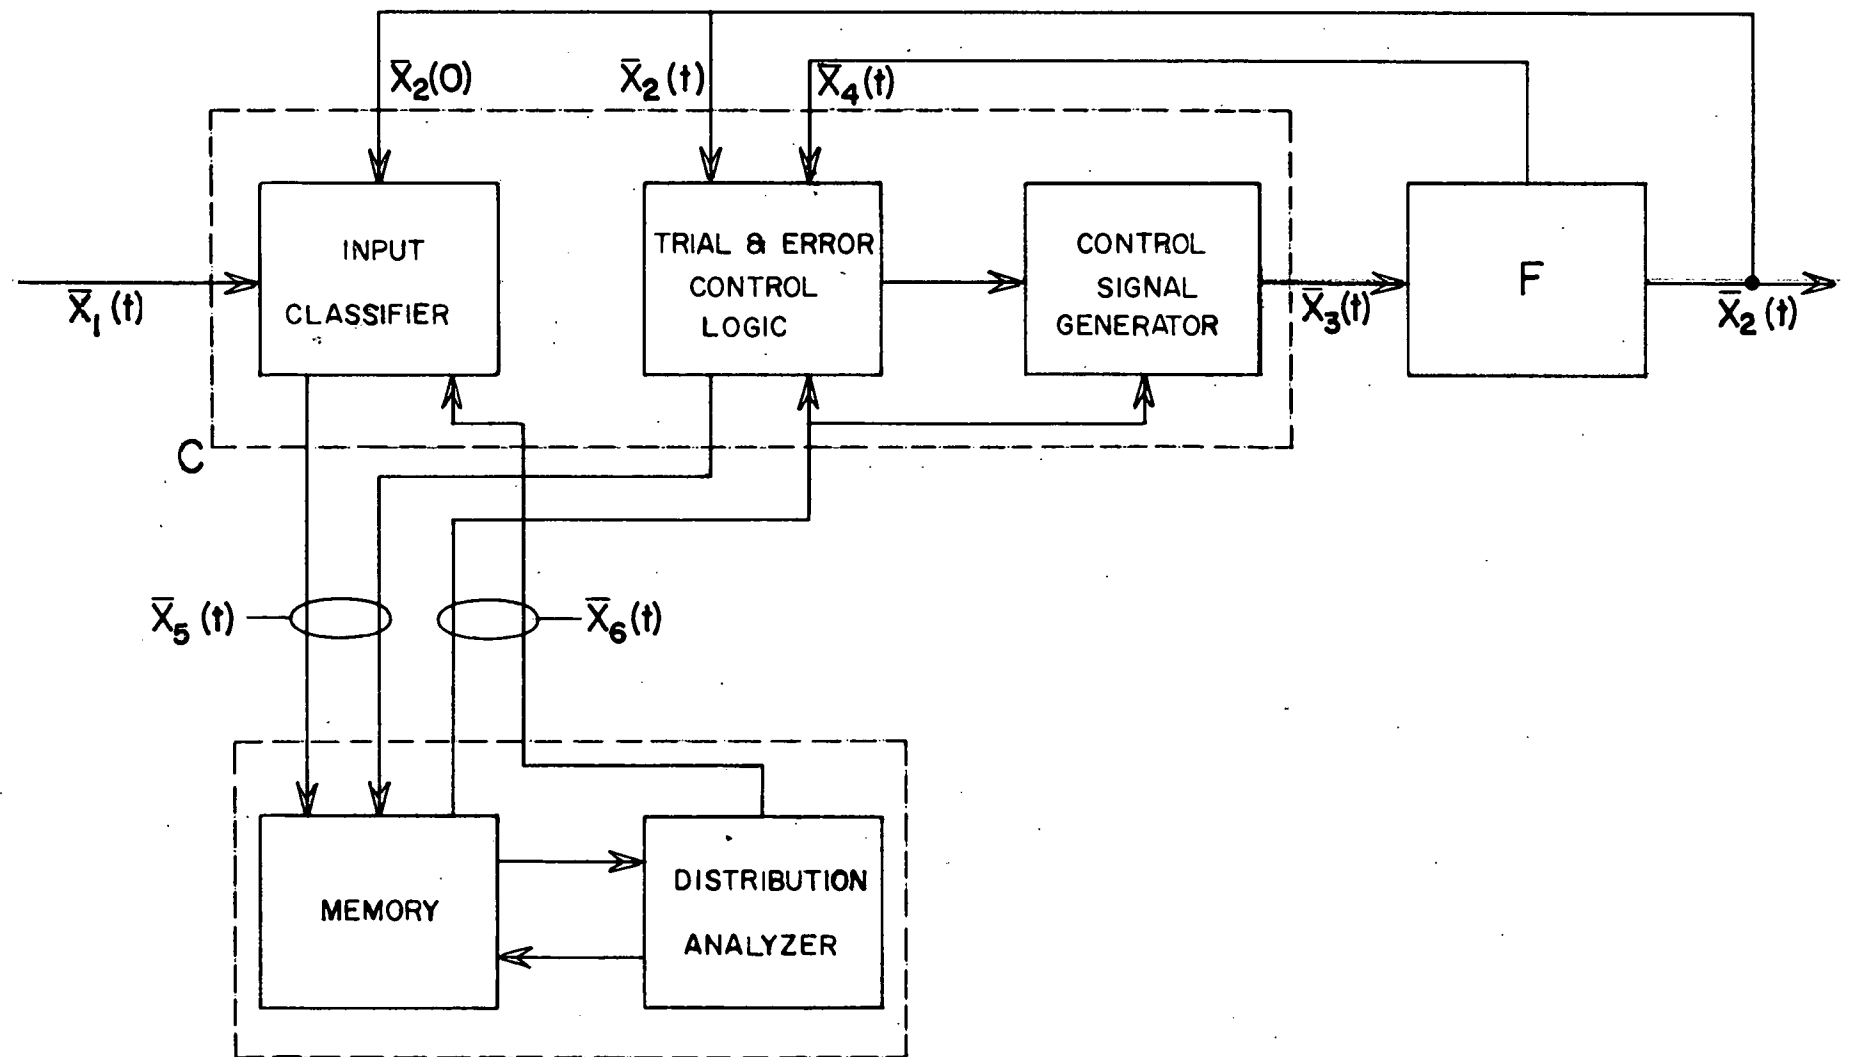 X̅₂(0)
X̅₂(t)
X̅₄(t)
INPUT
CLASSIFIER
TRIAL & ERROR
CONTROL
LOGIC
CONTROL
SIGNAL
GENERATOR
F
X̅₁(t)
X̅₃(t)
X̅₂(t)
C
X̅₅(t)
X̅₆(t)
MEMORY
DISTRIBUTION
ANALYZER